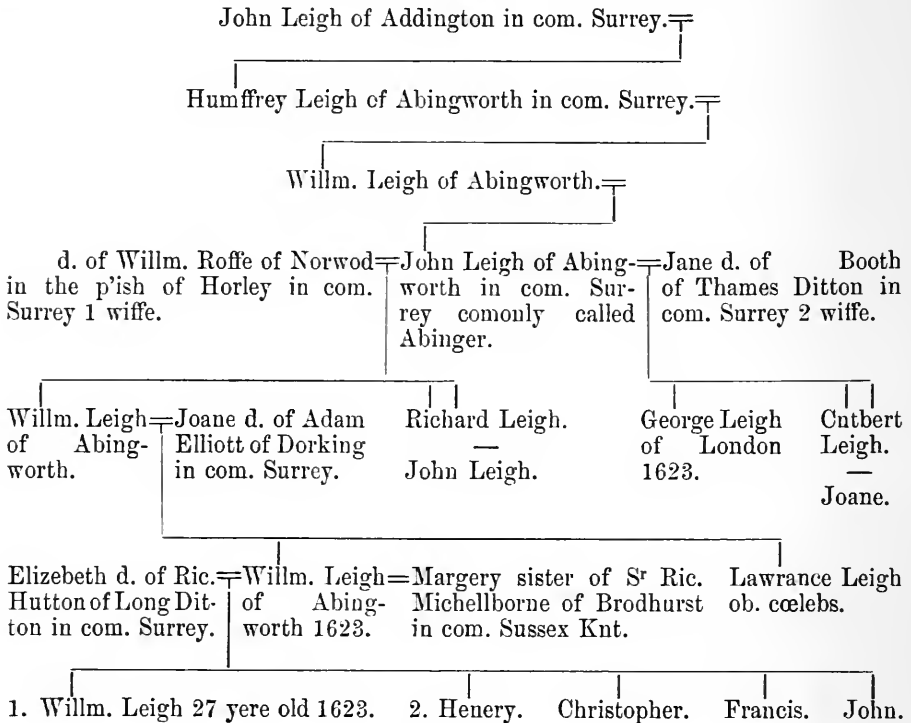 John Leigh of Addington in com. Surrey.
Humffrey Leigh of Abingworth in com. Surrey.
Willm. Leigh of Abingworth.
d. of Willm. Roffe of Norwod
in the p'ish of Horley in com.
Surrey 1 wiffe.
John Leigh of Abing-
worth in com. Sur-
rey comonly called
Abinger.
Jane d. of Booth
of Thames Ditton in
com. Surrey 2 wiffe.
Willm. Leigh
of Abing-
worth.
Joane d. of Adam
Elliott of Dorking
in com. Surrey.
Richard Leigh.
—
John Leigh.
George Leigh
of London
1623.
Cutbert
Leigh.
—
Joane.
Elizebeth d. of Ric.
Hutton of Long Dit-
ton in com. Surrey.
Willm. Leigh
of Abing-
worth 1623.
Margery sister of Sʳ Ric.
Michellborne of Brodhurst
in com. Sussex Knt.
Lawrance Leigh
ob. cœlebs.
1. Willm. Leigh 27 yere old 1623. 2. Henery. Christopher. Francis. John.